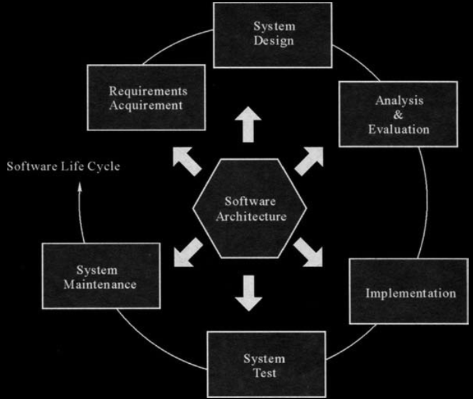 System
Design
Requirements
Acquirement
Analysis
&
Evaluation
Software Life Cycle
Software
Architecture
System
Maintenance
Implementation
System
Test